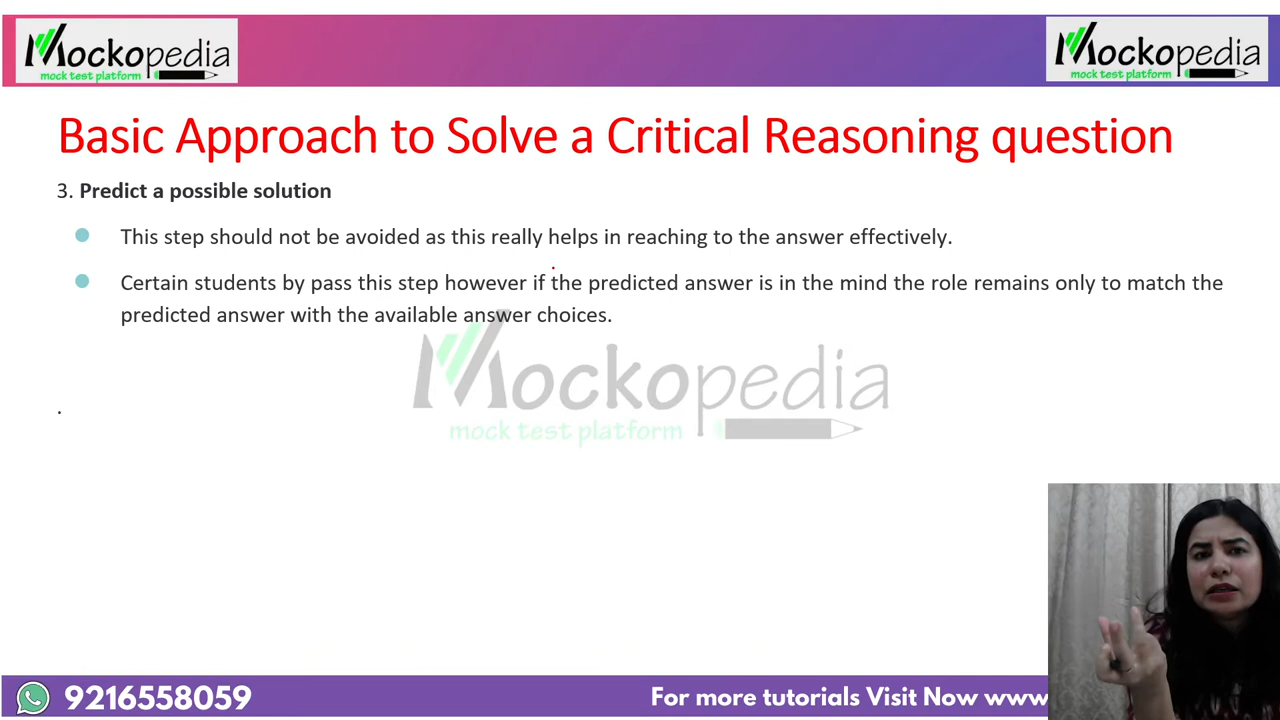 Mockopedia
mock test platform
Mockopedia
mock test platform
Basic Approach to Solve a Critical Reasoning question
3. Predict a possible solution
This step should not be avoided as this really helps in reaching to the answer effectively.
Certain students by pass this step however if the predicted answer is in the mind the role remains only to match the
predicted answer with the available answer choices.
Mockopedia
mock test platform
.
9216558059
For more tutorials Visit Now www